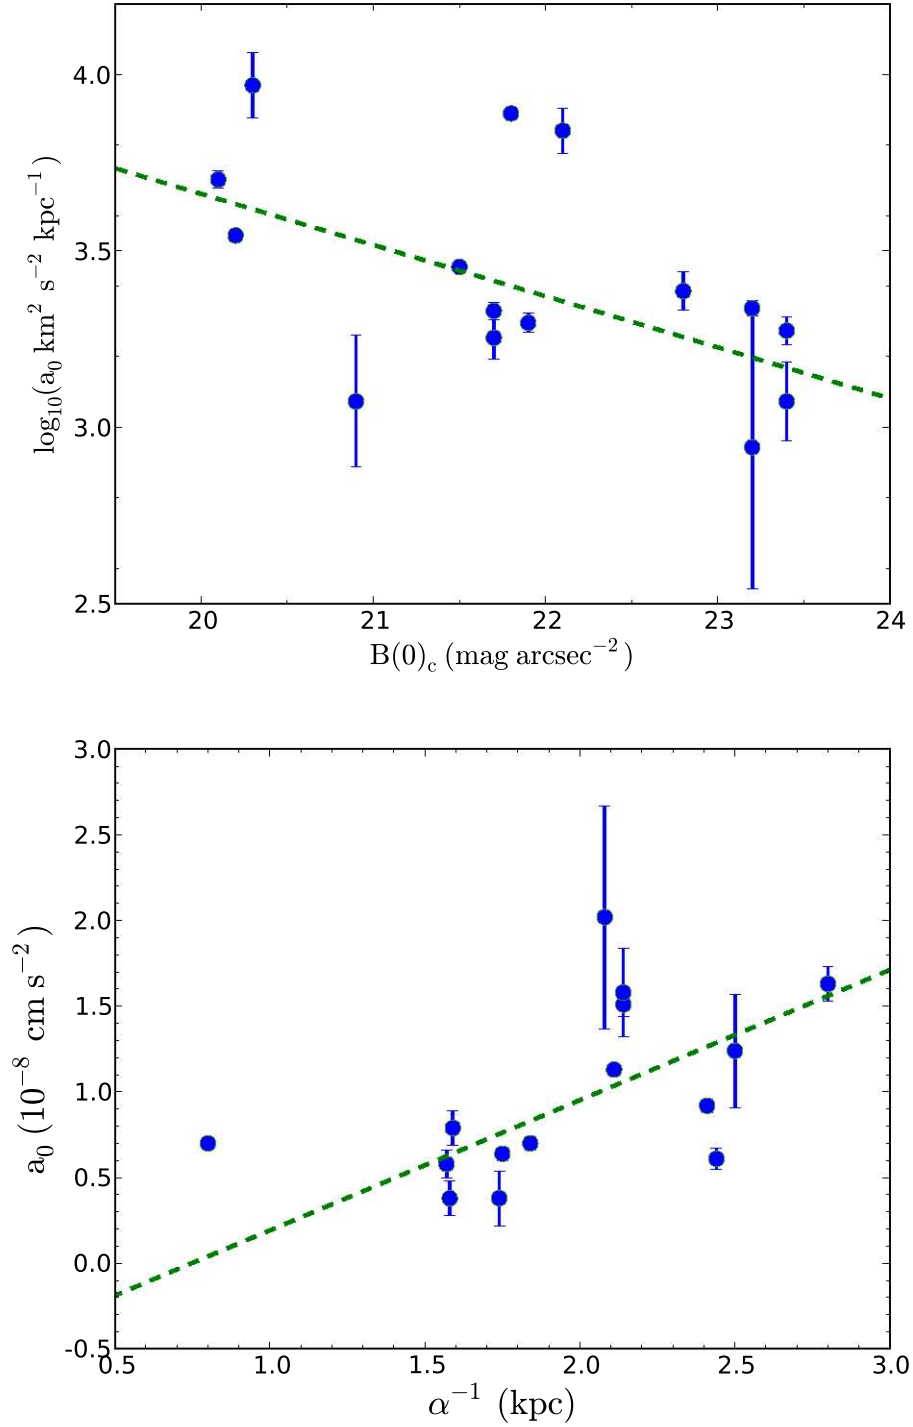 4.0
3.5
3.0
2.5
log₁₀(a₀ km² s⁻² kpc⁻¹)
20 21 22 23 24
B(0)c (mag arcsec⁻²)
3.0
2.5
2.0
1.5
1.0
0.5
0.0
-0.5
a₀ (10⁻⁸ cm s⁻²)
0.5 1.0 1.5 2.0 2.5 3.0
α⁻¹ (kpc)